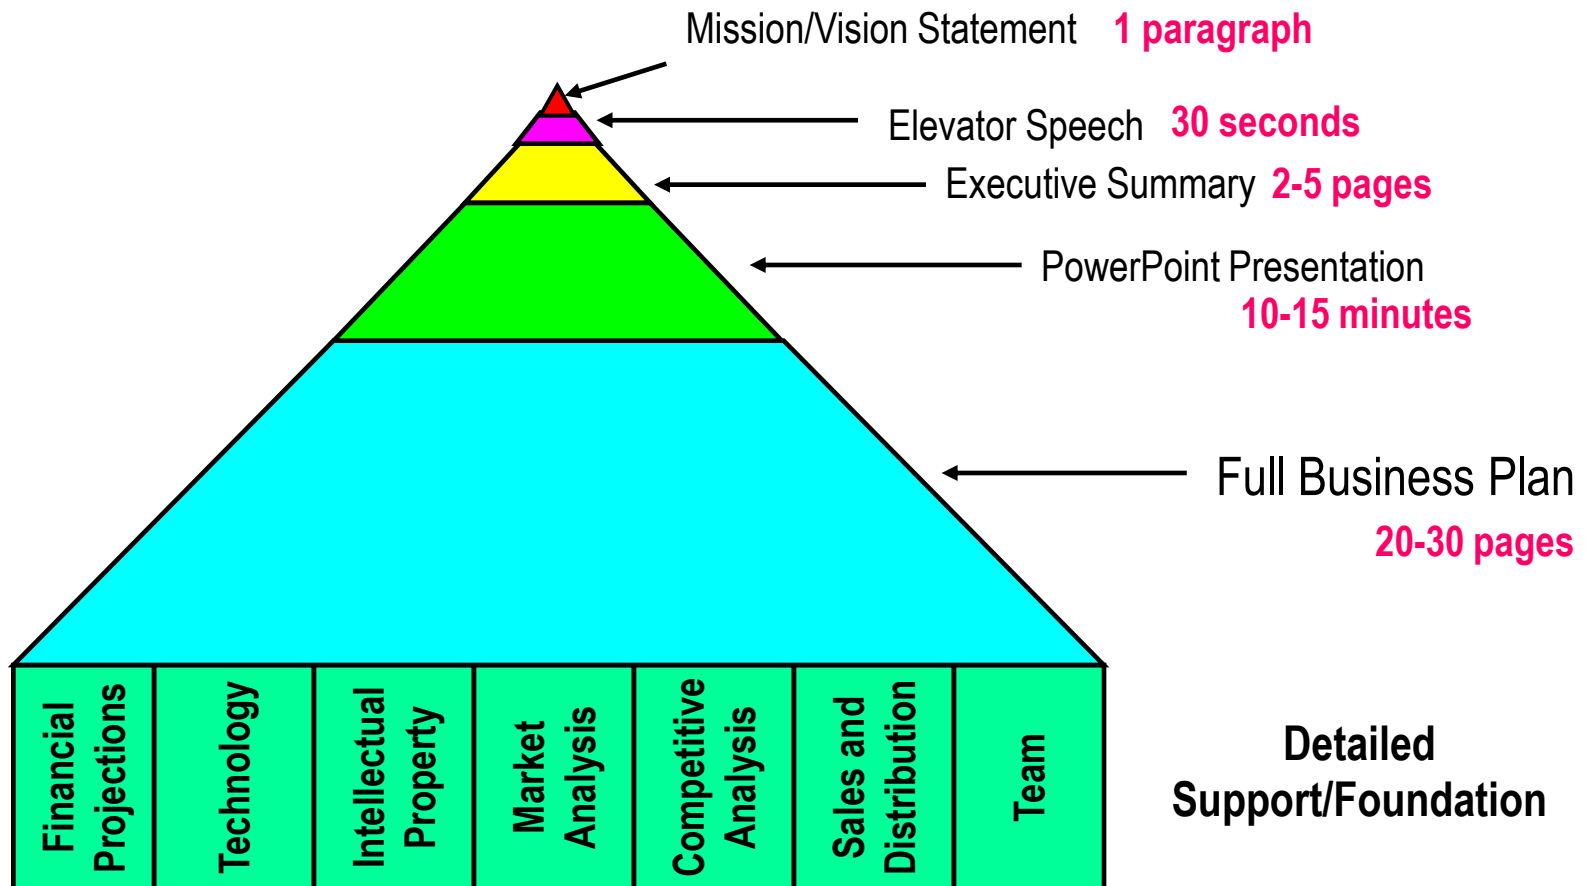 Mission/Vision Statement 1 paragraph
Elevator Speech 30 seconds
Executive Summary 2-5 pages
PowerPoint Presentation
10-15 minutes
Full Business Plan
20-30 pages
Financial
Projections
Technology
Intellectual
Property
Market
Analysis
Competitive
Analysis
Sales and
Distribution
Team
Detailed
Support/Foundation